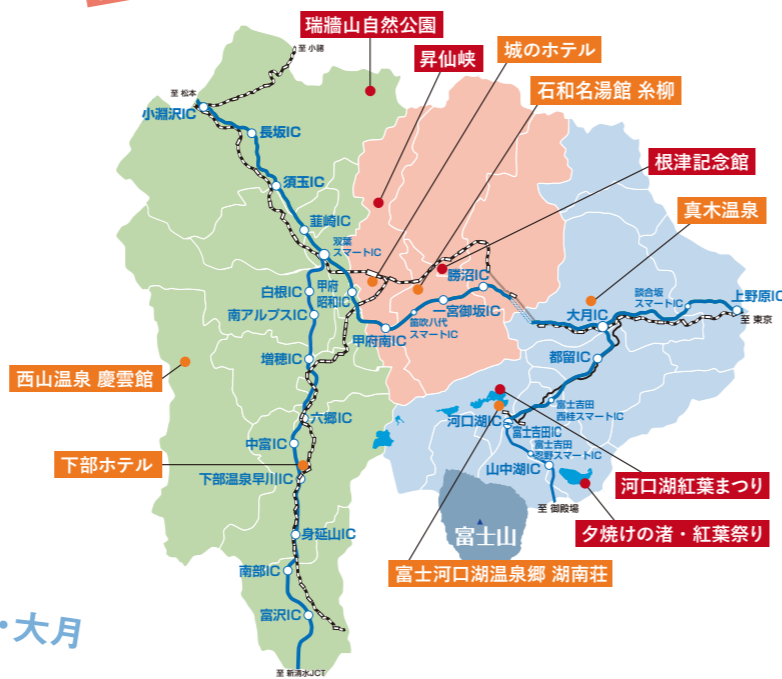 瑞牆山自然公園
昇仙峡
城のホテル
石和名湯館 糸柳
根津記念館
真木温泉
至 小諸
至 松本
小淵沢IC
長坂IC
須玉IC
韮崎IC
双葉
スマートIC
白根IC
甲府
昭和IC
南アルプスIC
勝沼IC
一宮御坂IC
笛吹八代
スマートIC
甲府南IC
談合坂
スマートIC
上野原IC
至 東京
大月IC
都留IC
増穂IC
西山温泉 慶雲館
六郷IC
中富IC
下部ホテル
下部温泉早川IC
富士吉田
西桂スマートIC
河口湖IC
富士吉田IC
富士吉田
忍野スマートIC
山中湖IC
至 御殿場
河口湖紅葉まつり
夕焼けの渚・紅葉祭り
富士山
富士河口湖温泉郷 湖南荘
身延山IC
南部IC
富沢IC
至 新清水JCT
・大月